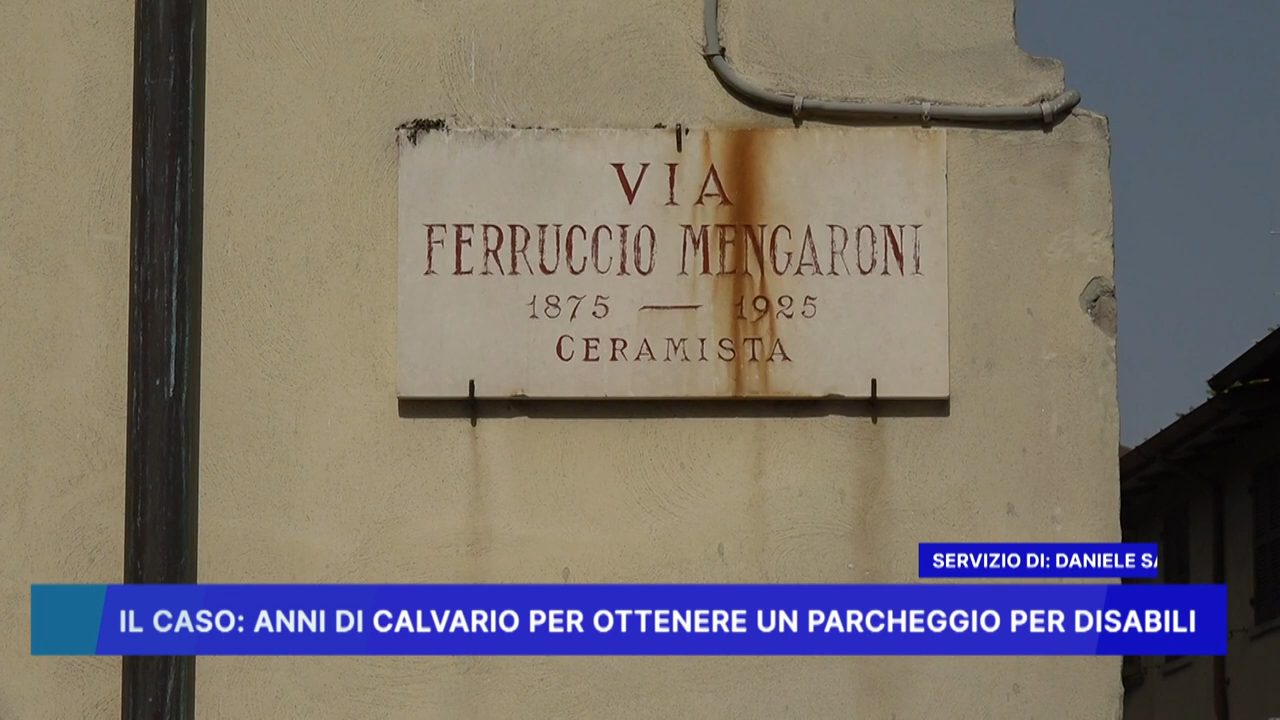 VIA
FERRUCCIO MENGARONI
1875 — 1925
CERAMISTA
SERVIZIO DI: DANIELE
IL CASO: ANNI DI CALVARIO PER OTTENERE UN PARCHEGGIO PER DISABILI